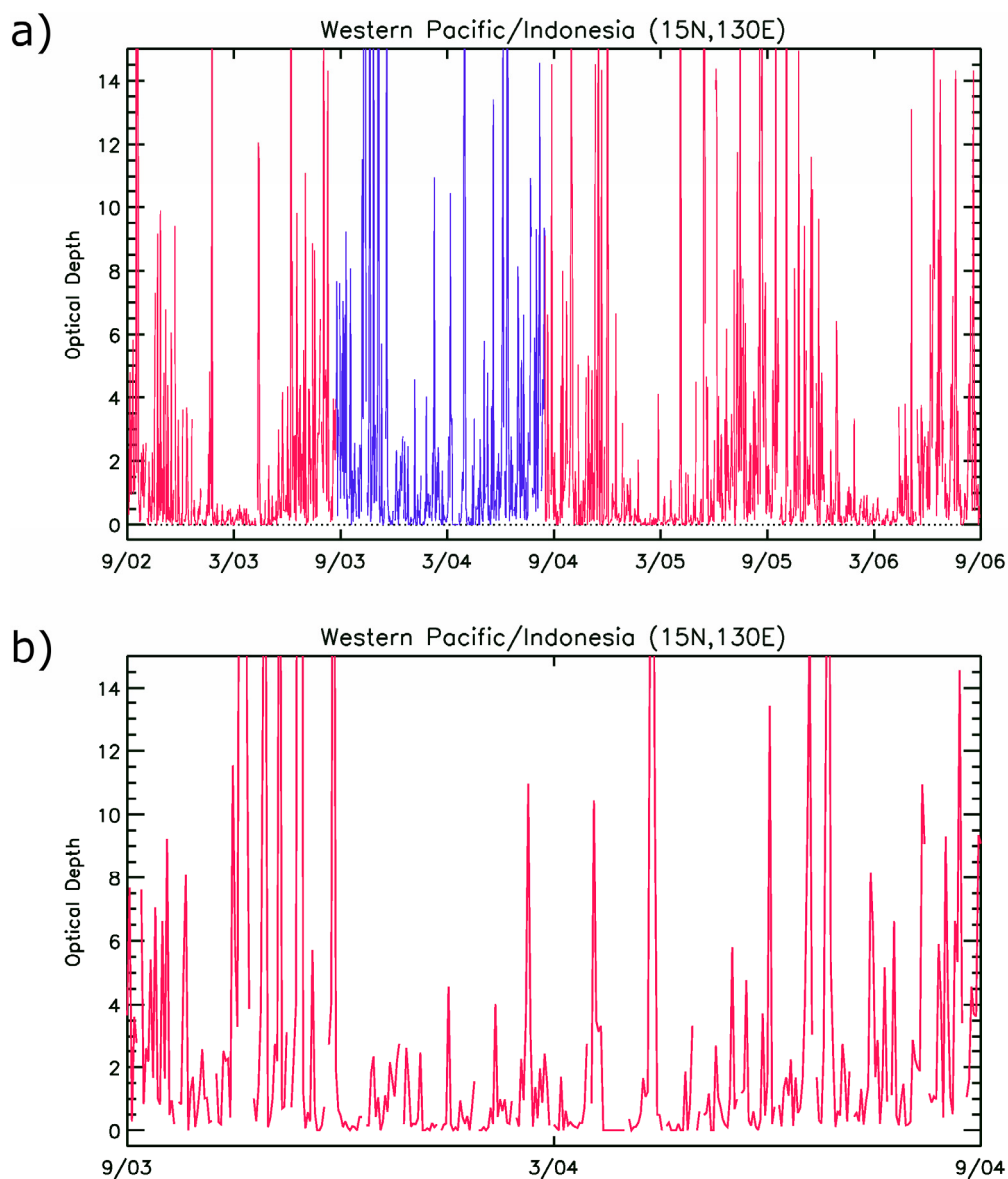 a)
Western Pacific/Indonesia (15N,130E)
Optical Depth
14
12
10
8
6
4
2
0
9/02 3/03 9/03 3/04 9/04 3/05 9/05 3/06 9/06
b)
Western Pacific/Indonesia (15N,130E)
Optical Depth
14
12
10
8
6
4
2
0
9/03 3/04 9/04